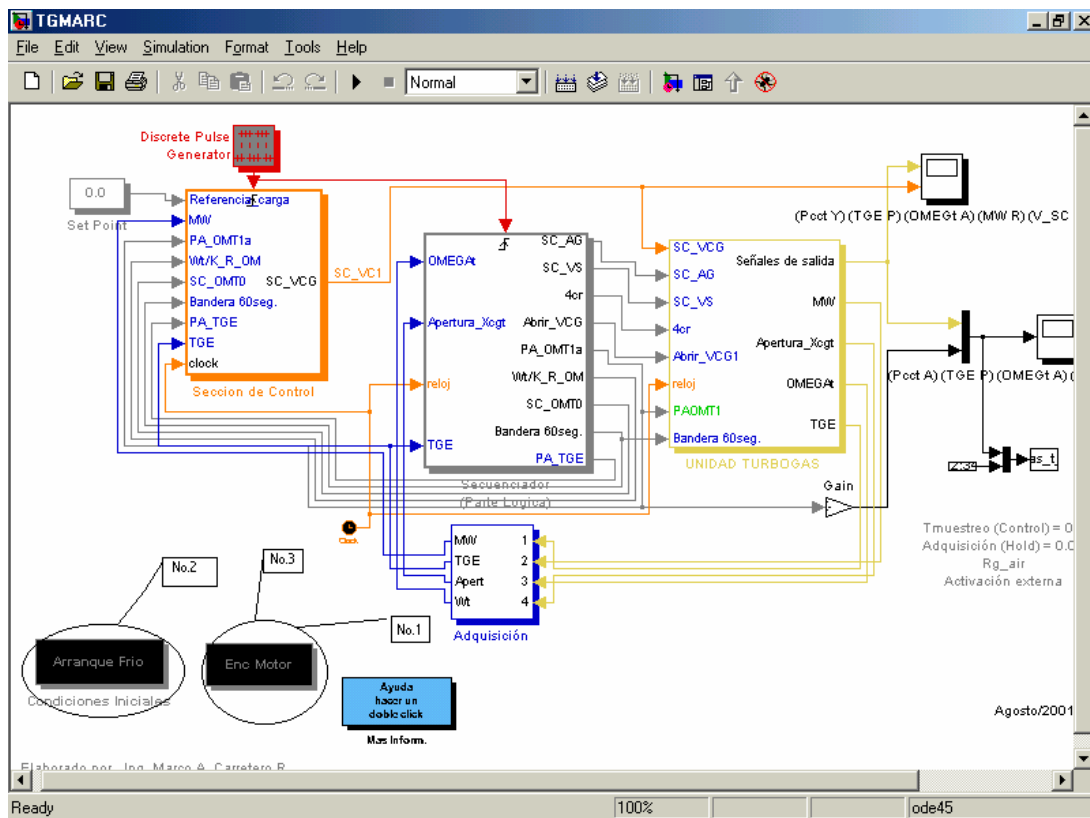 TGMARC
File Edit View Simulation Format Tools Help
Normal
Discrete Pulse
Generator
0.0
Set Point
Referencia carga
MW
PA_OMT1a
Wt/K_R_OM
SC_OMT0
Bandera 60seg.
PA_TGE
TGE
clock
SC_VCG
Seccion de Control
SC_VC1
OMEGAt
Apertura_Xcgt
reloj
TGE
SC_AG
SC_VS
4cr
Abrir_VCG
PA_OMT1a
Wt/K_R_OM
SC_OMT0
Bandera 60seg.
PA_TGE
Secuenciador
(Parte Logica)
SC_VCG
SC_AG
SC_VS
4cr
Abrir_VCG1
reloj
PAOMT1
Bandera 60seg.
Señales de salida
MW
Apertura_Xcgt
OMEGAt
TGE
UNIDAD TURBOGAS
(Pcct Y)(TGE P)(OMEGt A)(MW R)(V_SC
(Pcct A)(TGE P)(OMEGt A)(
as_t
Gain
Tmuestreo (Control) = 0
Adquisición (Hold) = 0.0
Rg_air
Activación externa
Clock
MW 1
TGE 2
Apert 3
Wt 4
Adquisición
No.2
No.3
No.1
Arranque Frio
Condiciones Iniciales
Enc Motor
Ayuda
hacer un
doble click
Mas Inform.
Agosto/2001
Elaborado por Ing. Marco A. Carretero R
Ready 100% ode45